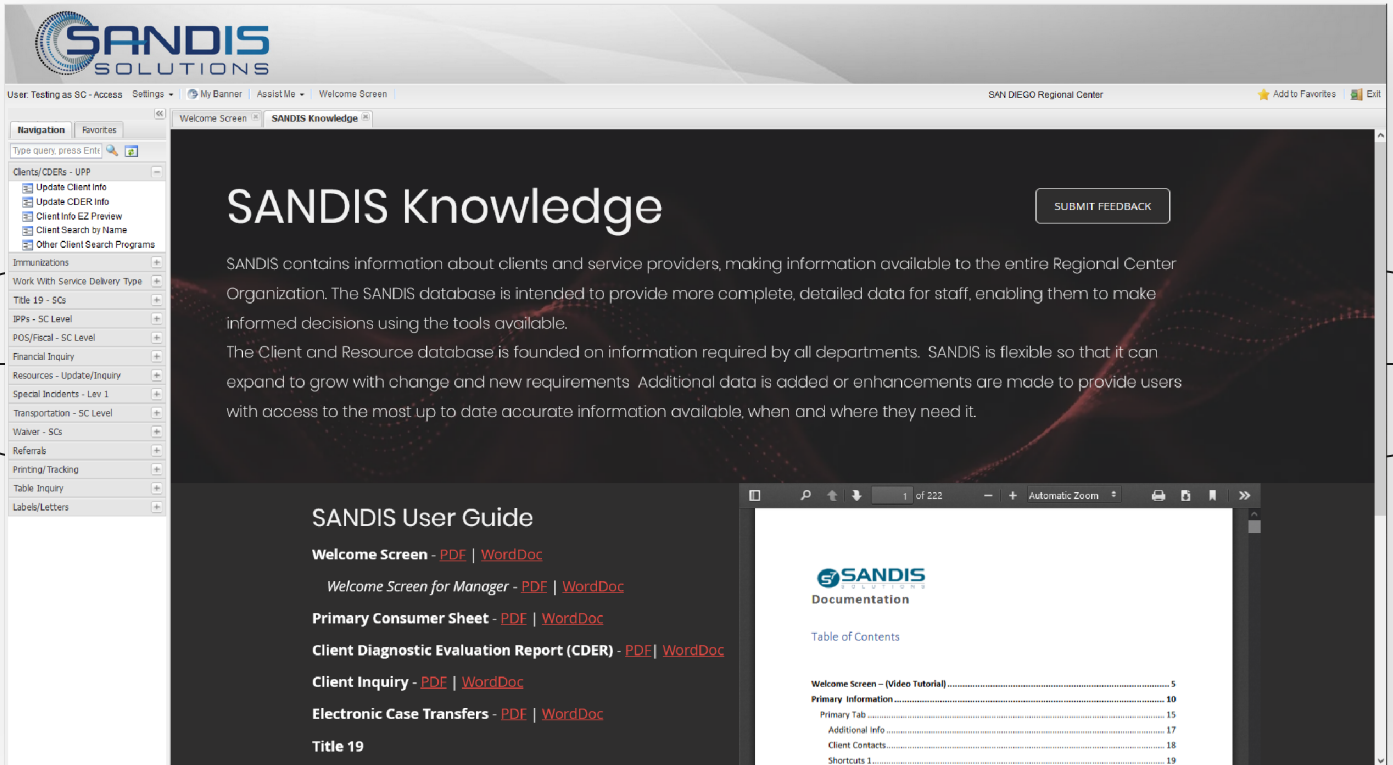 SANDIS
SOLUTIONS
User: Testing as SC - Access Settings My Banner Assist Me Welcome Screen SAN DIEGO Regional Center Add to Favorites Exit
Navigation Favorites
Type query, press Ente
Clients/CDERs - UPP
Update Client Info
Update CDER Info
Client Info EZ Preview
Client Search by Name
Other Client Search Programs
Immunizations
Work With Service Delivery Type
Title 19 - SCs
IPPs - SC Level
POS/Fiscal - SC Level
Financial Inquiry
Resources - Update/Inquiry
Special Incidents - Lev 1
Transportation - SC Level
Waiver - SCs
Referrals
Printing/Tracking
Table Inquiry
Labels/Letters
Welcome Screen SANDIS Knowledge
SANDIS Knowledge
SUBMIT FEEDBACK
SANDIS contains information about clients and service providers, making information available to the entire Regional Center
Organization. The SANDIS database is intended to provide more complete, detailed data for staff, enabling them to make
informed decisions using the tools available.
The Client and Resource database is founded on information required by all departments. SANDIS is flexible so that it can
expand to grow with change and new requirements Additional data is added or enhancements are made to provide users
with access to the most up to date accurate information available, when and where they need it.
SANDIS User Guide
Welcome Screen - PDF | WordDoc
Welcome Screen for Manager - PDF | WordDoc
Primary Consumer Sheet - PDF | WordDoc
Client Diagnostic Evaluation Report (CDER) - PDF| WordDoc
Client Inquiry - PDF | WordDoc
Electronic Case Transfers - PDF | WordDoc
Title 19
1 of 222 Automatic Zoom
SANDIS
SOLUTIONS
Documentation
Table of Contents
Welcome Screen – (Video Tutorial) 5
Primary Information 10
Primary Tab 15
Additional Info 17
Client Contacts 18
Shortcuts 1 19